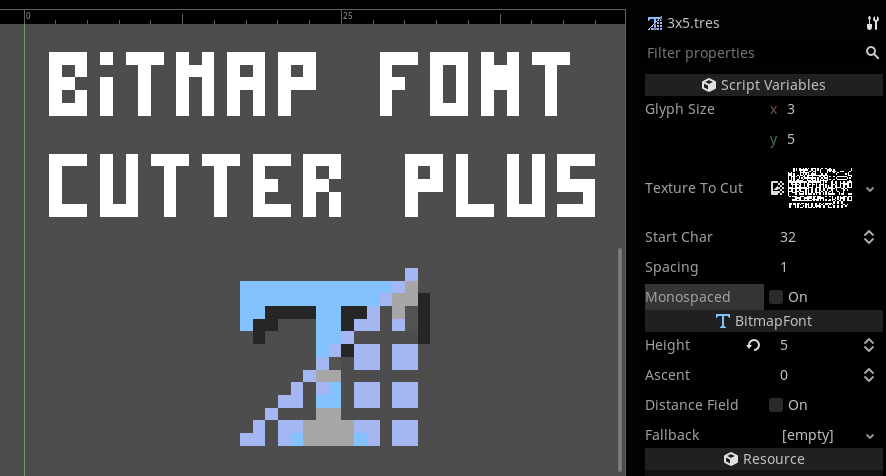 0 25
BiTMAP FONT
CUTTER PLUS
3x5.tres
Filter properties
Script Variables
Glyph Size x 3
y 5
Texture To Cut
Start Char 32
Spacing 1
Monospaced On
BitmapFont
Height 5
Ascent 0
Distance Field On
Fallback [empty]
Resource